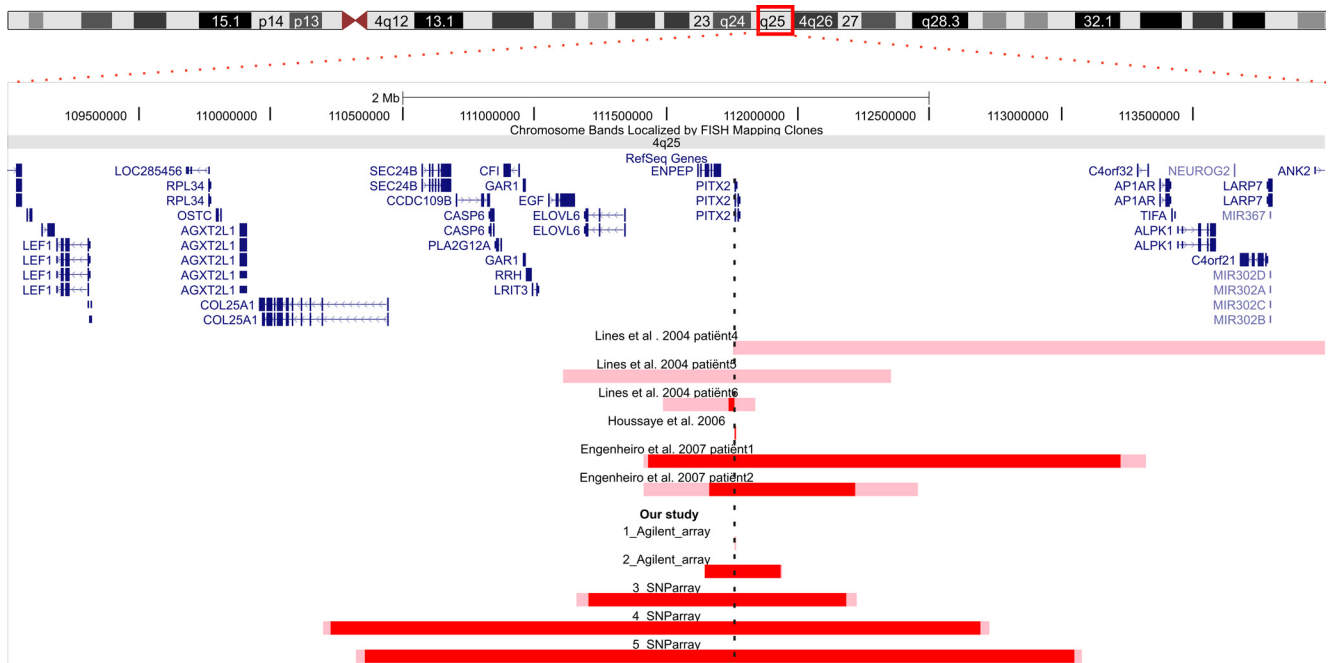 15.1 p14 p13 4q12 13.1 23 q24 q25 4q26 27 q28.3 32.1
2 Mb
109500000 110000000 110500000 111000000 111500000 112000000 112500000 113000000 113500000
Chromosome Bands Localized by FISH Mapping Clones
4q25
RefSeq Genes
LOC285456 SEC24B CFI ENPEP C4orf32 NEUROG2 ANK2
RPL34 SEC24B GAR1 PITX2 AP1AR LARP7
RPL34 CCDC109B EGF PITX2 AP1AR LARP7
OSTC CASP6 ELOVL6 PITX2 TIFA MIR367
AGXT2L1 CASP6 ELOVL6 ALPK1
LEF1 AGXT2L1 PLA2G12A ALPK1
LEF1 AGXT2L1 GAR1 C4orf21
LEF1 AGXT2L1 RRH MIR302D
LEF1 AGXT2L1 LRIT3 MIR302A
COL25A1 MIR302C
COL25A1 MIR302B
Lines et al . 2004 patiënt4
Lines et al. 2004 patiënt5
Lines et al. 2004 patiënt6
Houssaye et al. 2006
Engenheiro et al. 2007 patiënt1
Engenheiro et al. 2007 patiënt2
Our study
1_Agilent_array
2_Agilent_array
3_SNParray
4_SNParray
5_SNParray